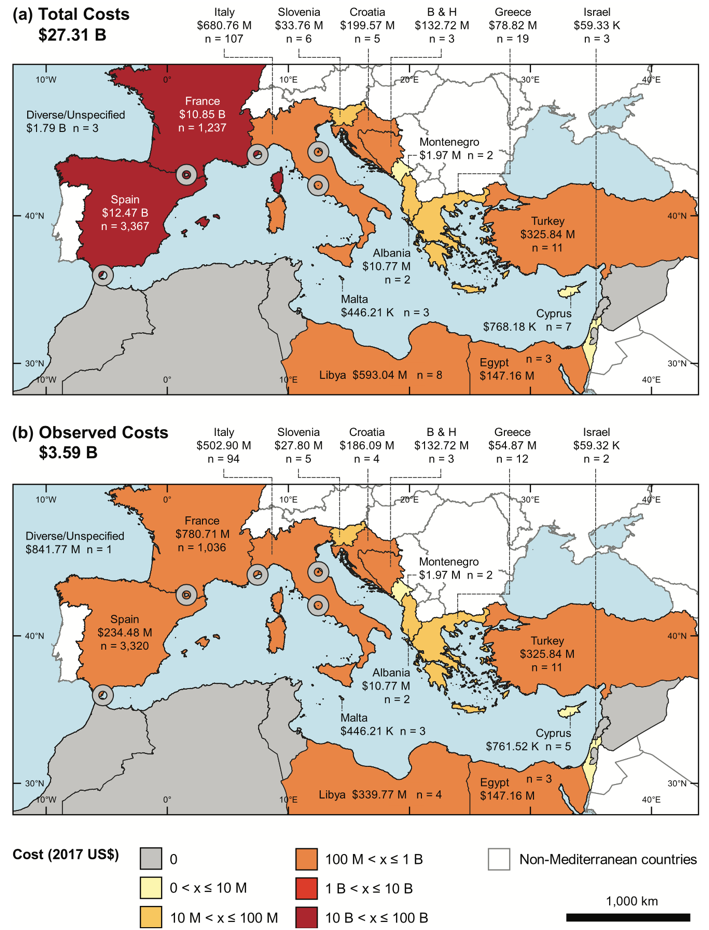 (a) Total Costs
$27.31 B
Italy
$680.76 M
n = 107
Slovenia
$33.76 M
n = 6
Croatia
$199.57 M
n = 5
B & H
$132.72 M
n = 3
Greece
$78.82 M
n = 19
Israel
$59.33 K
n = 3
10°W
0°
10°E
20°E
30°E
40°E
Diverse/Unspecified
$1.79 B n = 3
France
$10.85 B
n = 1,237
Montenegro
$1.97 M n = 2
Spain
$12.47 B
n = 3,367
40°N
40°N
Turkey
$325.84 M
n = 11
Albania
$10.77 M
n = 2
Malta
$446.21 K n = 3
Cyprus
$768.18 K n = 7
30°N
30°N
Libya $593.04 M n = 8
Egypt n = 3
$147.16 M
10°W
0°
10°E
20°E
30°E
40°E
(b) Observed Costs
$3.59 B
Italy
$502.90 M
n = 94
Slovenia
$27.80 M
n = 5
Croatia
$186.09 M
n = 4
B & H
$132.72 M
n = 3
Greece
$54.87 M
n = 12
Israel
$59.32 K
n = 2
10°W
0°
10°E
20°E
30°E
40°E
Diverse/Unspecified
$841.77 M n = 1
France
$780.71 M
n = 1,036
Montenegro
$1.97 M n = 2
Spain
$234.48 M
n = 3,320
40°N
40°N
Turkey
$325.84 M
n = 11
Albania
$10.77 M
n = 2
Malta
$446.21 K n = 3
Cyprus
$761.52 K n = 5
30°N
30°N
Libya $339.77 M n = 4
Egypt n = 3
$147.16 M
10°W
0°
10°E
20°E
30°E
40°E
Cost (2017 US$)
0
0 < x ≤ 10 M
10 M < x ≤ 100 M
100 M < x ≤ 1 B
1 B < x ≤ 10 B
10 B < x ≤ 100 B
Non-Mediterranean countries
1,000 km